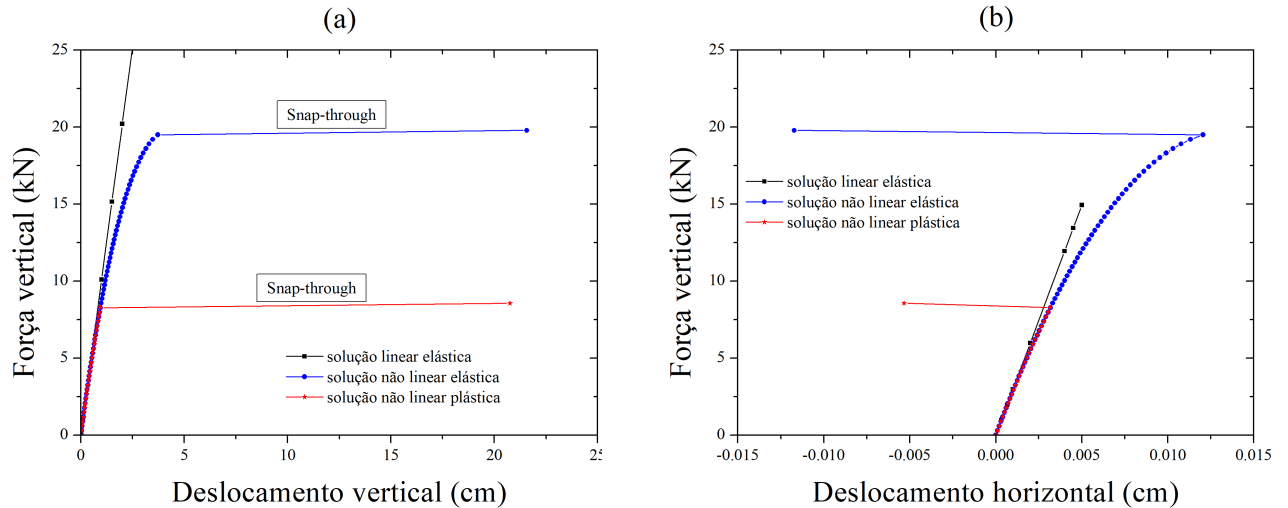 (a)
25
20
15
10
5
0
Força vertical (kN)
Snap-through
Snap-through
solução linear elástica
solução não linear elástica
solução não linear plástica
0
5
10
15
20
Deslocamento vertical (cm)
(b)
25
20
15
10
5
0
Força vertical (kN)
solução linear elástica
solução não linear elástica
solução não linear plástica
-0.015
-0.010
-0.005
0.000
0.005
0.010
0.015
Deslocamento horizontal (cm)